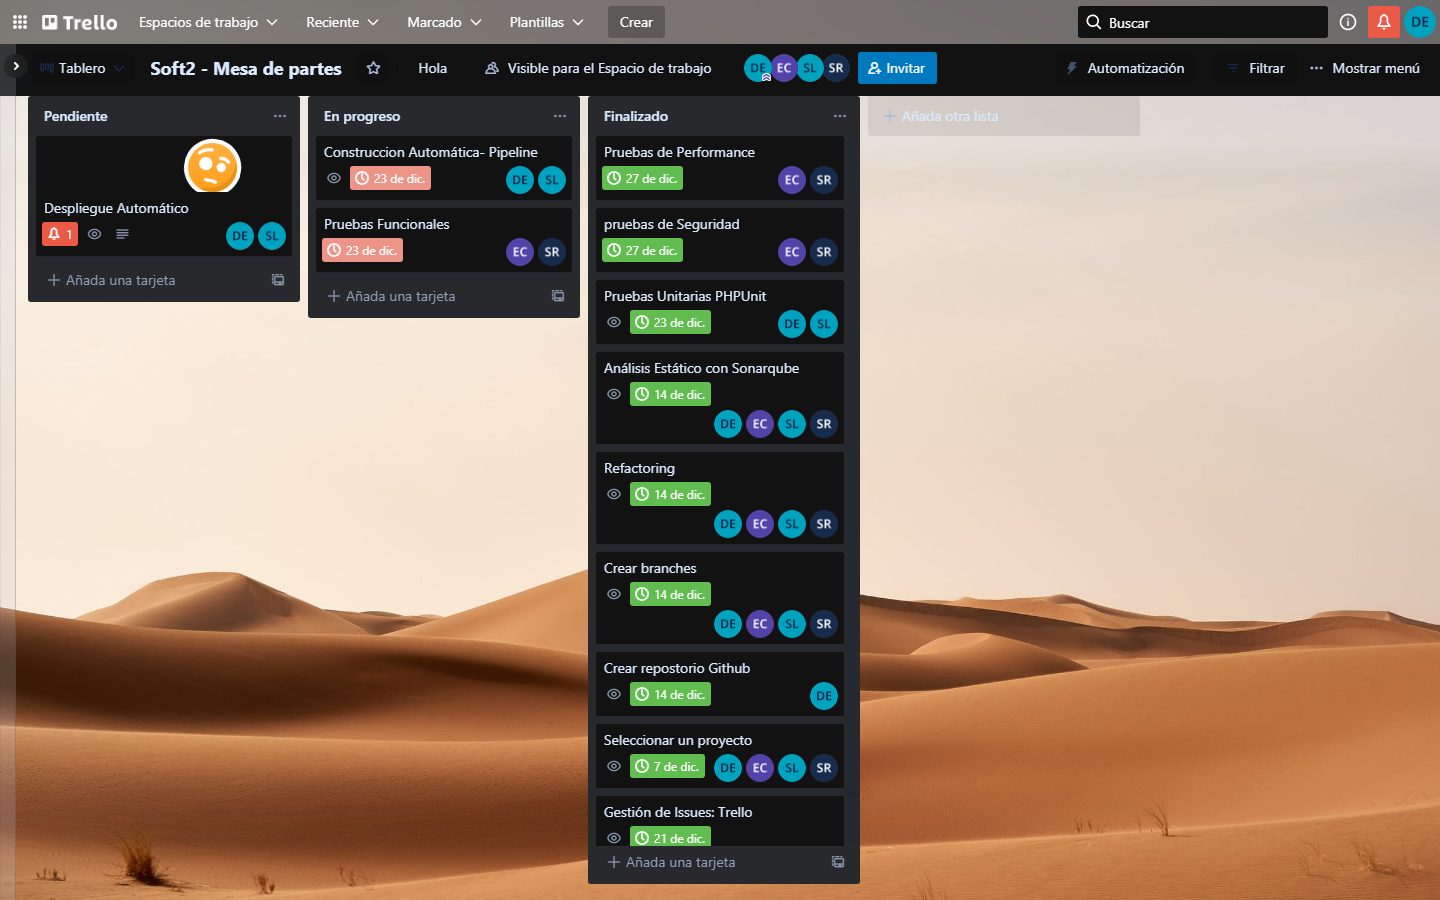 Trello
Espacios de trabajo
Reciente
Marcado
Plantillas
Crear
Buscar
DE
Tablero
Soft2 - Mesa de partes
Hola
Visible para el Espacio de trabajo
DE EC SL SR
Invitar
Automatización
Filtrar
Mostrar menú
Pendiente
Despliegue Automático
1
DE SL
Añada una tarjeta
En progreso
Construccion Automática- Pipeline
23 de dic.
DE SL
Pruebas Funcionales
23 de dic.
EC SR
Añada una tarjeta
Finalizado
Pruebas de Performance
27 de dic.
EC SR
pruebas de Seguridad
27 de dic.
EC SR
Pruebas Unitarias PHPUnit
23 de dic.
DE SL
Análisis Estático con Sonarqube
14 de dic.
DE EC SL SR
Refactoring
14 de dic.
DE EC SL SR
Crear branches
14 de dic.
DE EC SL SR
Crear repostorio Github
14 de dic.
DE
Seleccionar un proyecto
7 de dic.
DE EC SL SR
Gestión de Issues: Trello
21 de dic.
Añada una tarjeta
Añada otra lista